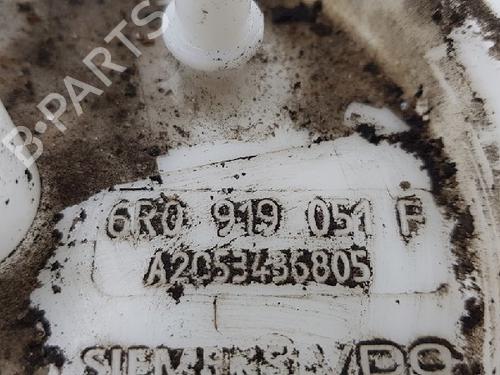 B-PARTS
6R0 919 051 F
A2C53436805
SIEMENS VDO